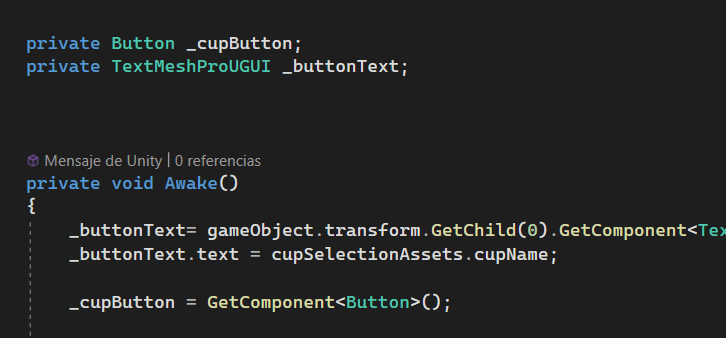 private Button _cupButton;
private TextMeshProUGUI _buttonText;
Mensaje de Unity | 0 referencias
private void Awake()
{
_buttonText= gameObject.transform.GetChild(0).GetComponent<Tex
_buttonText.text = cupSelectionAssets.cupName;
_cupButton = GetComponent<Button>();